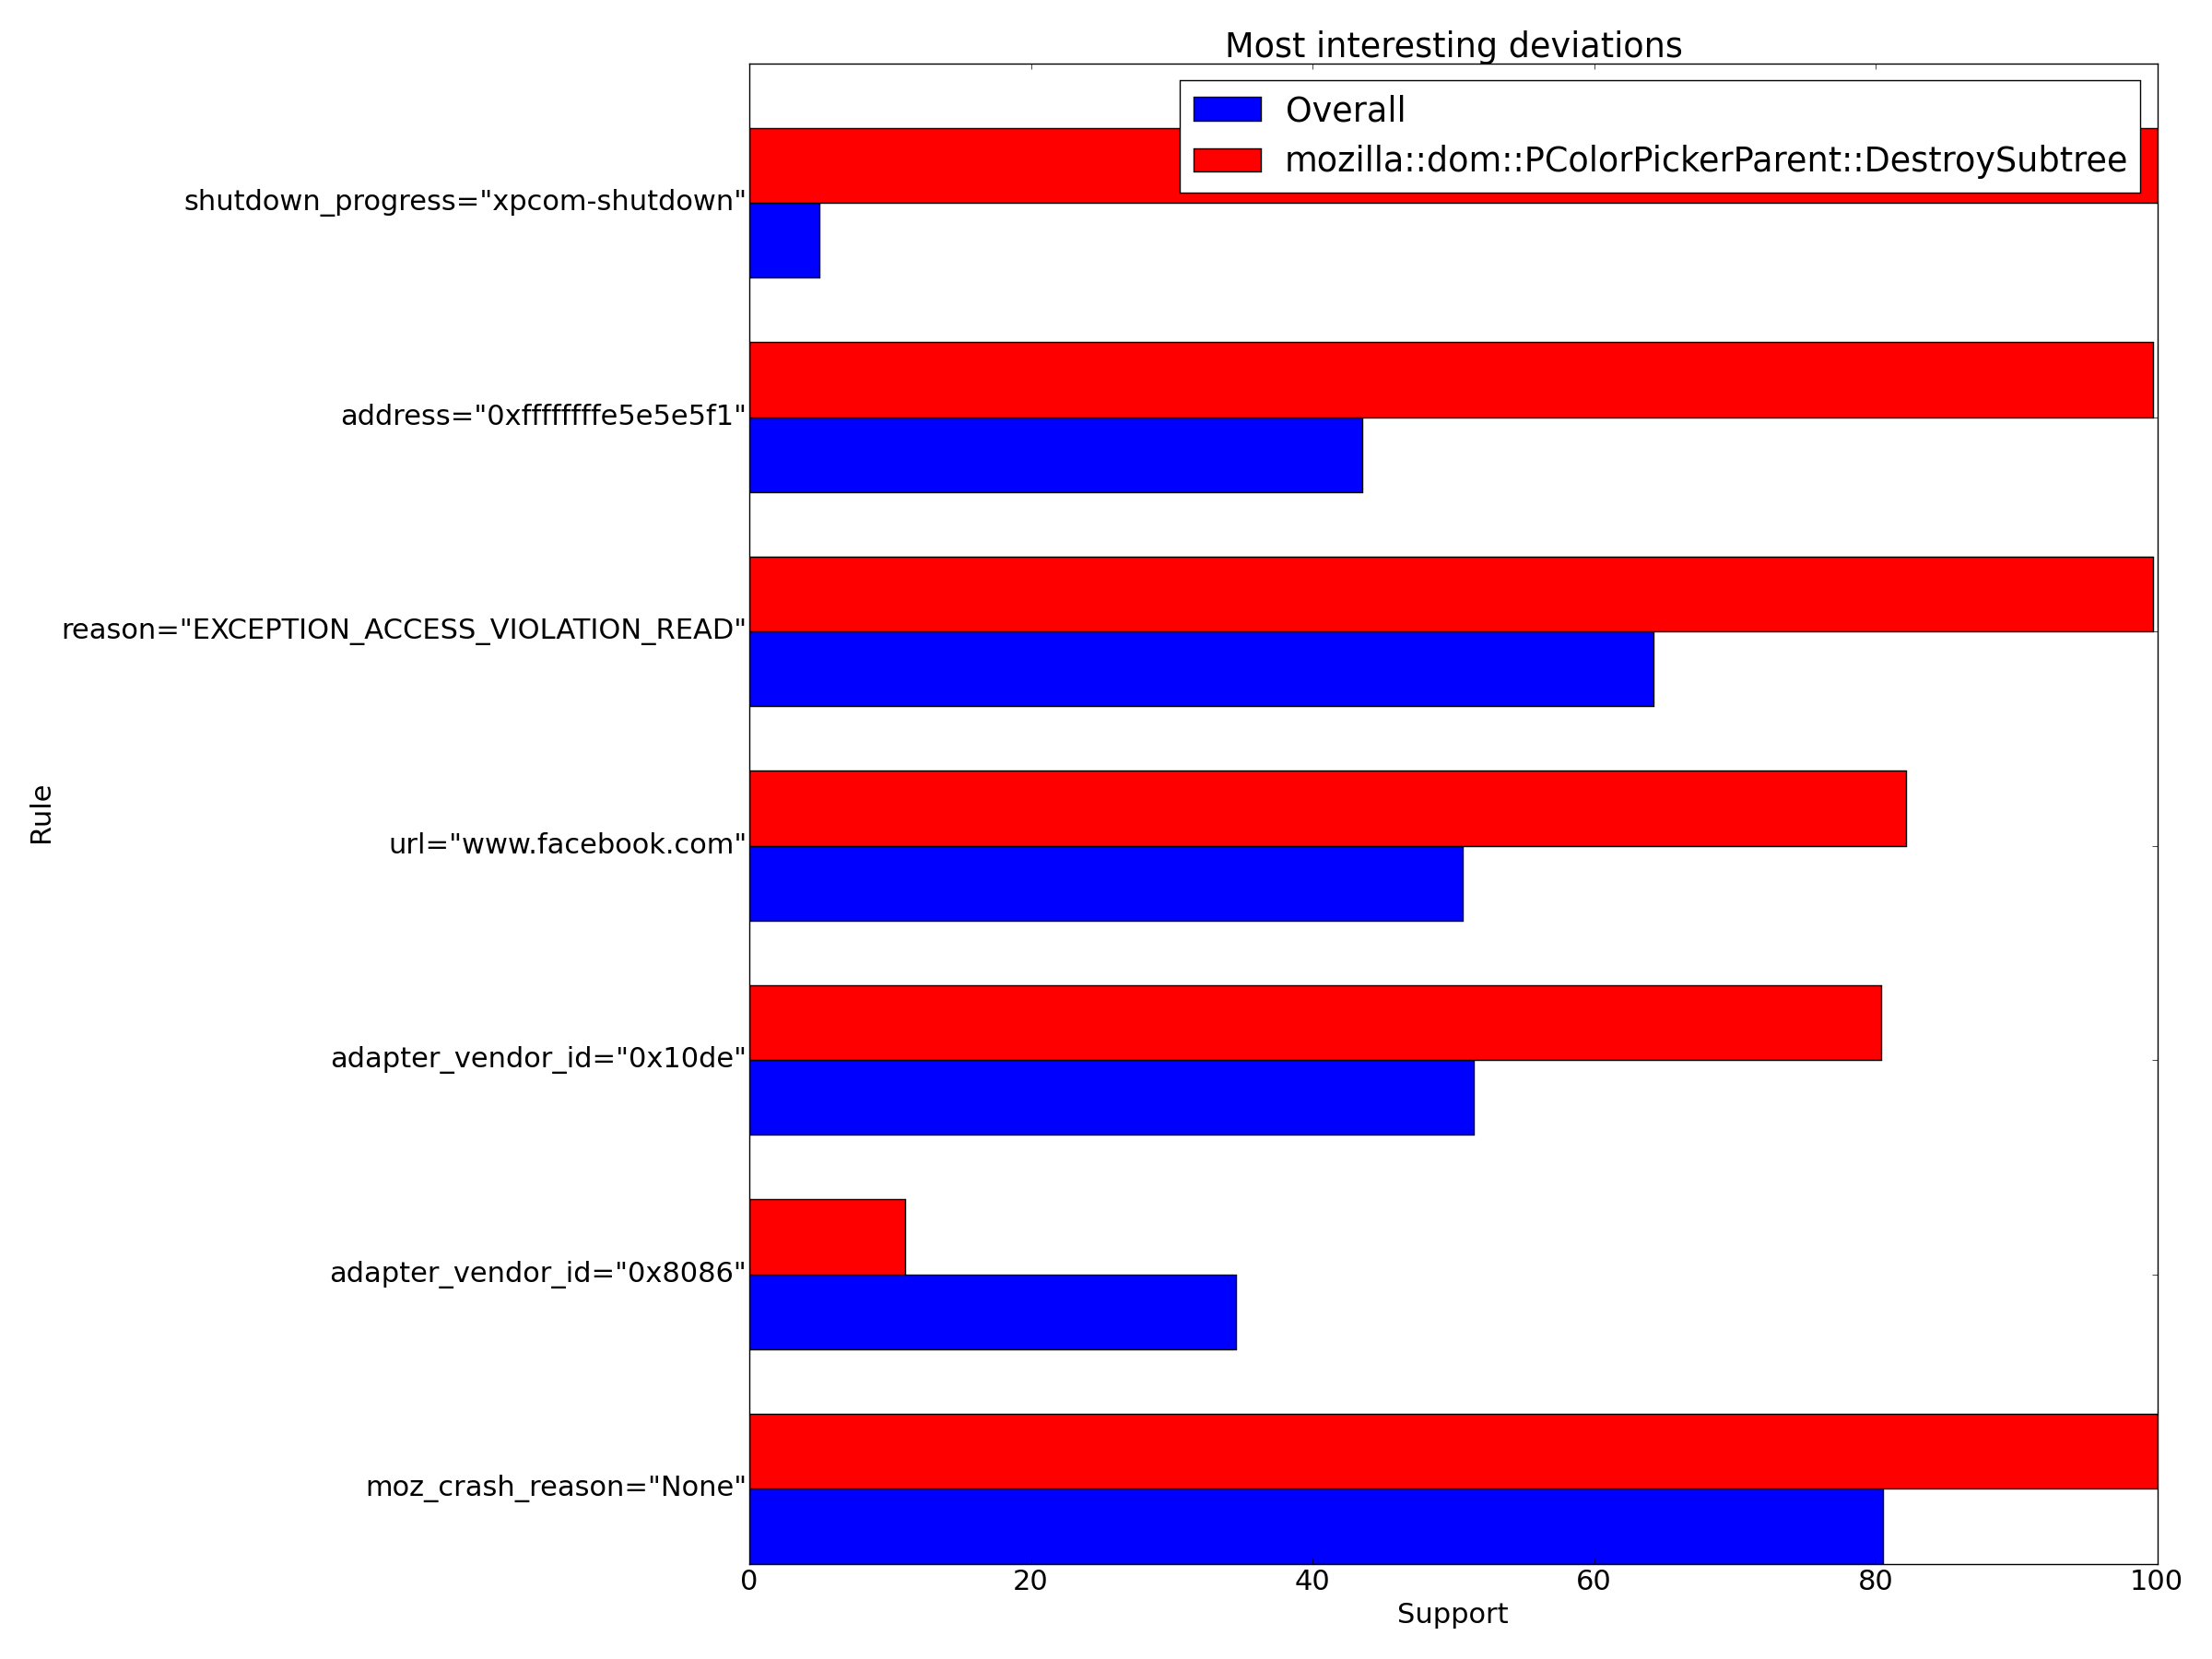 Most interesting deviations
Overall
mozilla::dom::PColorPickerParent::DestroySubtree
shutdown_progress="xpcom-shutdown"
address="0xffffffffe5e5e5f1"
reason="EXCEPTION_ACCESS_VIOLATION_READ"
url="www.facebook.com"
adapter_vendor_id="0x10de"
adapter_vendor_id="0x8086"
moz_crash_reason="None"
Rule
0 20 40 60 80 100
Support